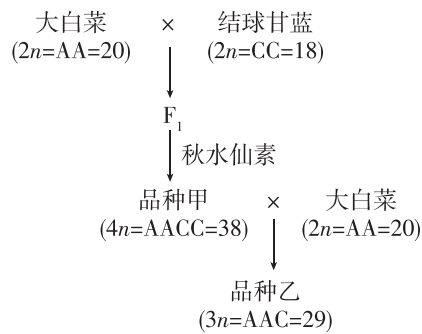 大白菜 × 结球甘蓝
(2n=AA=20) (2n=CC=18)
F₁
秋水仙素
品种甲 × 大白菜
(4n=AACC=38) (2n=AA=20)
品种乙
(3n=AAC=29)